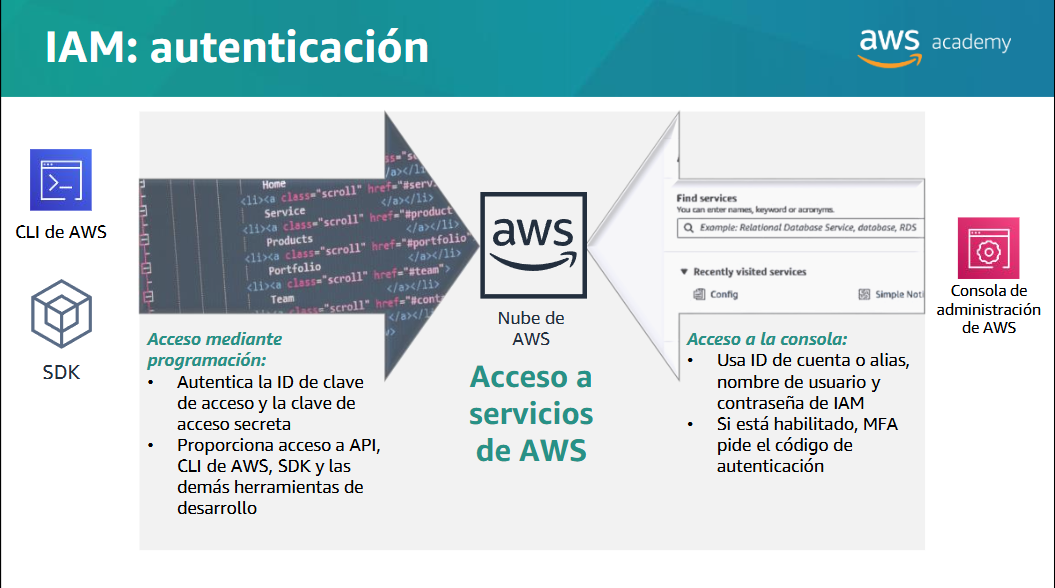 IAM: autenticación
aws academy
CLI de AWS
SDK
Home
<li><a class="scroll" href="#serv
Service
</a></li>
<li><a class="scroll" href="#product
Products
</a></li>
<li><a class="scroll" href="#portfolio"
Portfolio
</a></li>
<li><a class="scroll" href="#team">
Team
</a></li>
<li><a class="scroll" href="#conta
</a></li>
aws
Nube de
AWS
Acceso a
servicios
de AWS
Find services
You can enter names, keyword or acronyms.
Example: Relational Database Service, database, RDS
Recently visited services
Config
Simple Noti
Consola de
administración
de AWS
Acceso mediante
programación:
• Autentica la ID de clave
de acceso y la clave de
acceso secreta
• Proporciona acceso a API,
CLI de AWS, SDK y las
demás herramientas de
desarrollo
Acceso a la consola:
• Usa ID de cuenta o alias,
nombre de usuario y
contraseña de IAM
• Si está habilitado, MFA
pide el código de
autenticación